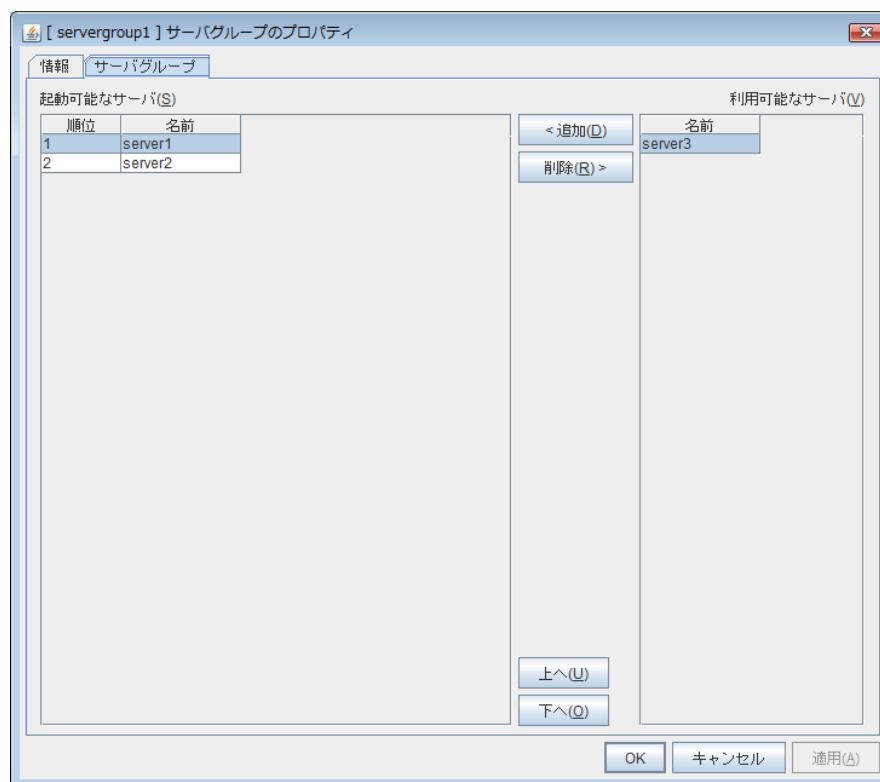 [ servergroup1 ] サーバグループのプロパティ
情報 サーバグループ
起動可能なサーバ(S) 利用可能なサーバ(V)
順位 名前 < 追加(D) 名前
1 server1 server3
2 server2 削除(R) >
上へ(U)
下へ(O)
OK キャンセル 適用(A)